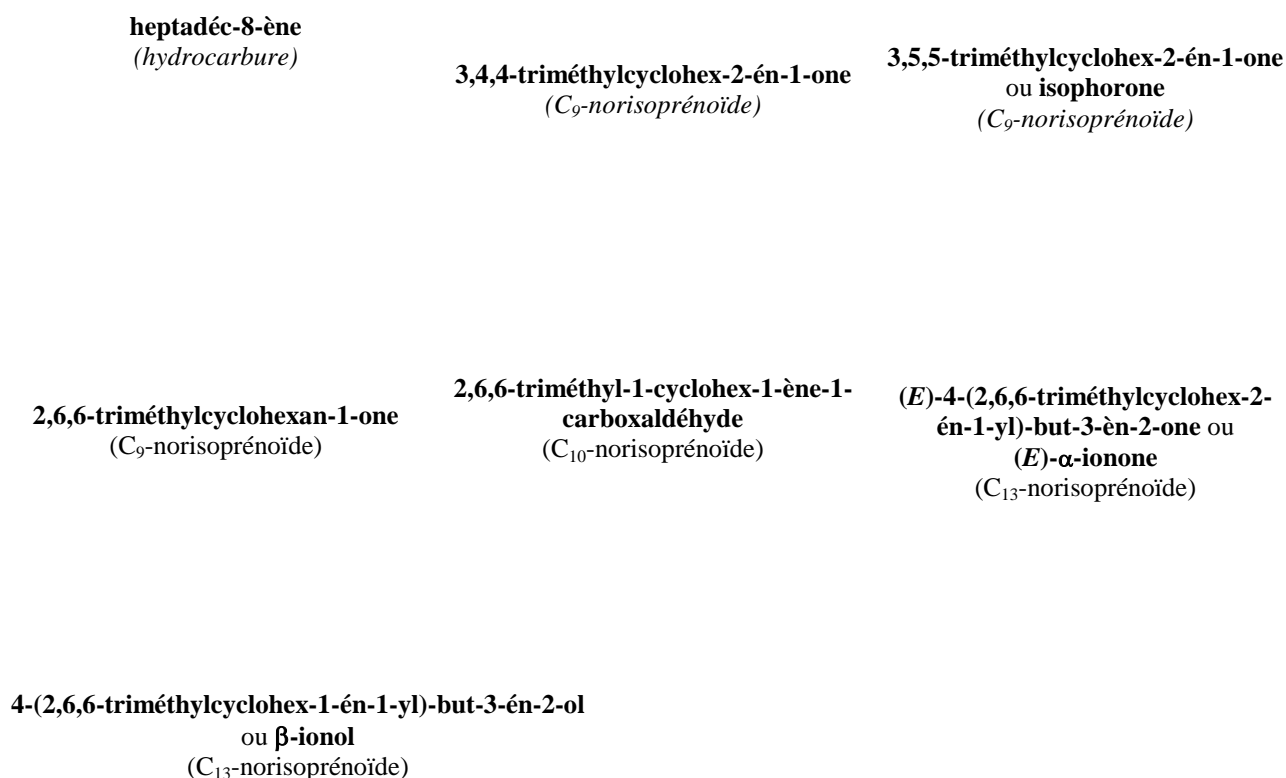 heptadéc-8-ène
(hydrocarbure)
3,4,4-triméthylcyclohex-2-én-1-one
(C₉-norisoprénoïde)
3,5,5-triméthylcyclohex-2-én-1-one
ou isophorone
(C₉-norisoprénoïde)
2,6,6-triméthylcyclohexan-1-one
(C₉-norisoprénoïde)
2,6,6-triméthyl-1-cyclohex-1-ène-1-
carboxaldéhyde
(C₁₀-norisoprénoïde)
(E)-4-(2,6,6-triméthylcyclohex-2-
én-1-yl)-but-3-èn-2-one ou
(E)-α-ionone
(C₁₃-norisoprénoïde)
4-(2,6,6-triméthylcyclohex-1-én-1-yl)-but-3-én-2-ol
ou β-ionol
(C₁₃-norisoprénoïde)